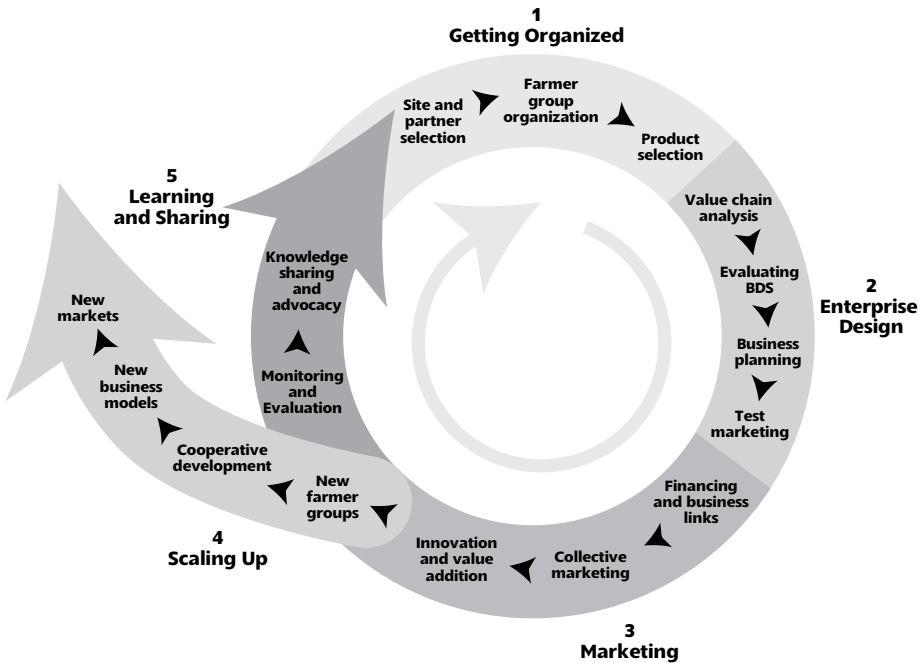 1
Getting Organized
Site and
partner
selection
Farmer
group
organization
Product
selection
Value chain
analysis
Evaluating
BDS
Business
planning
Test
marketing
2
Enterprise
Design
Financing
and business
links
Collective
marketing
Innovation
and value
addition
3
Marketing
New
farmer
groups
Cooperative
development
New
business
models
New
markets
4
Scaling Up
Monitoring
and
Evaluation
Knowledge
sharing
and
advocacy
5
Learning
and Sharing